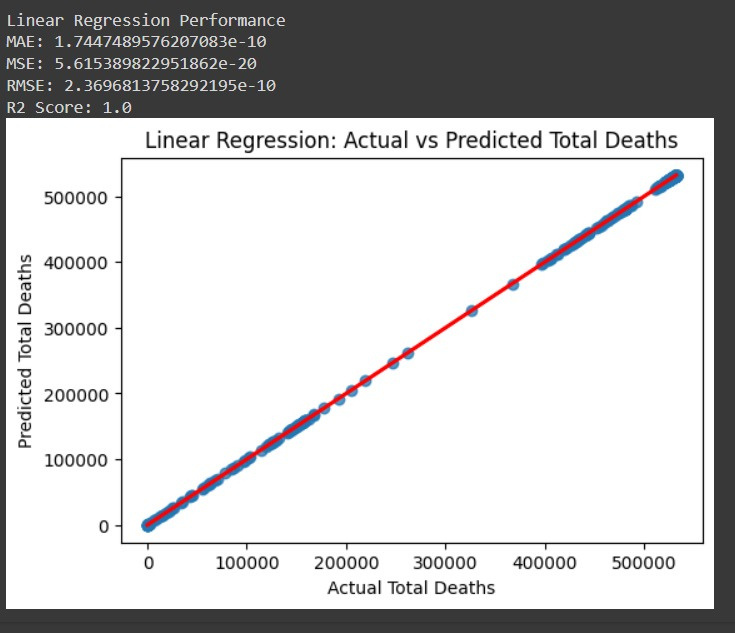 Linear Regression Performance
MAE: 1.7447489576207083e-10
MSE: 5.615389822951862e-20
RMSE: 2.3696813758292195e-10
R2 Score: 1.0
Linear Regression: Actual vs Predicted Total Deaths
Predicted Total Deaths
500000
400000
300000
200000
100000
0
0 100000 200000 300000 400000 500000
Actual Total Deaths